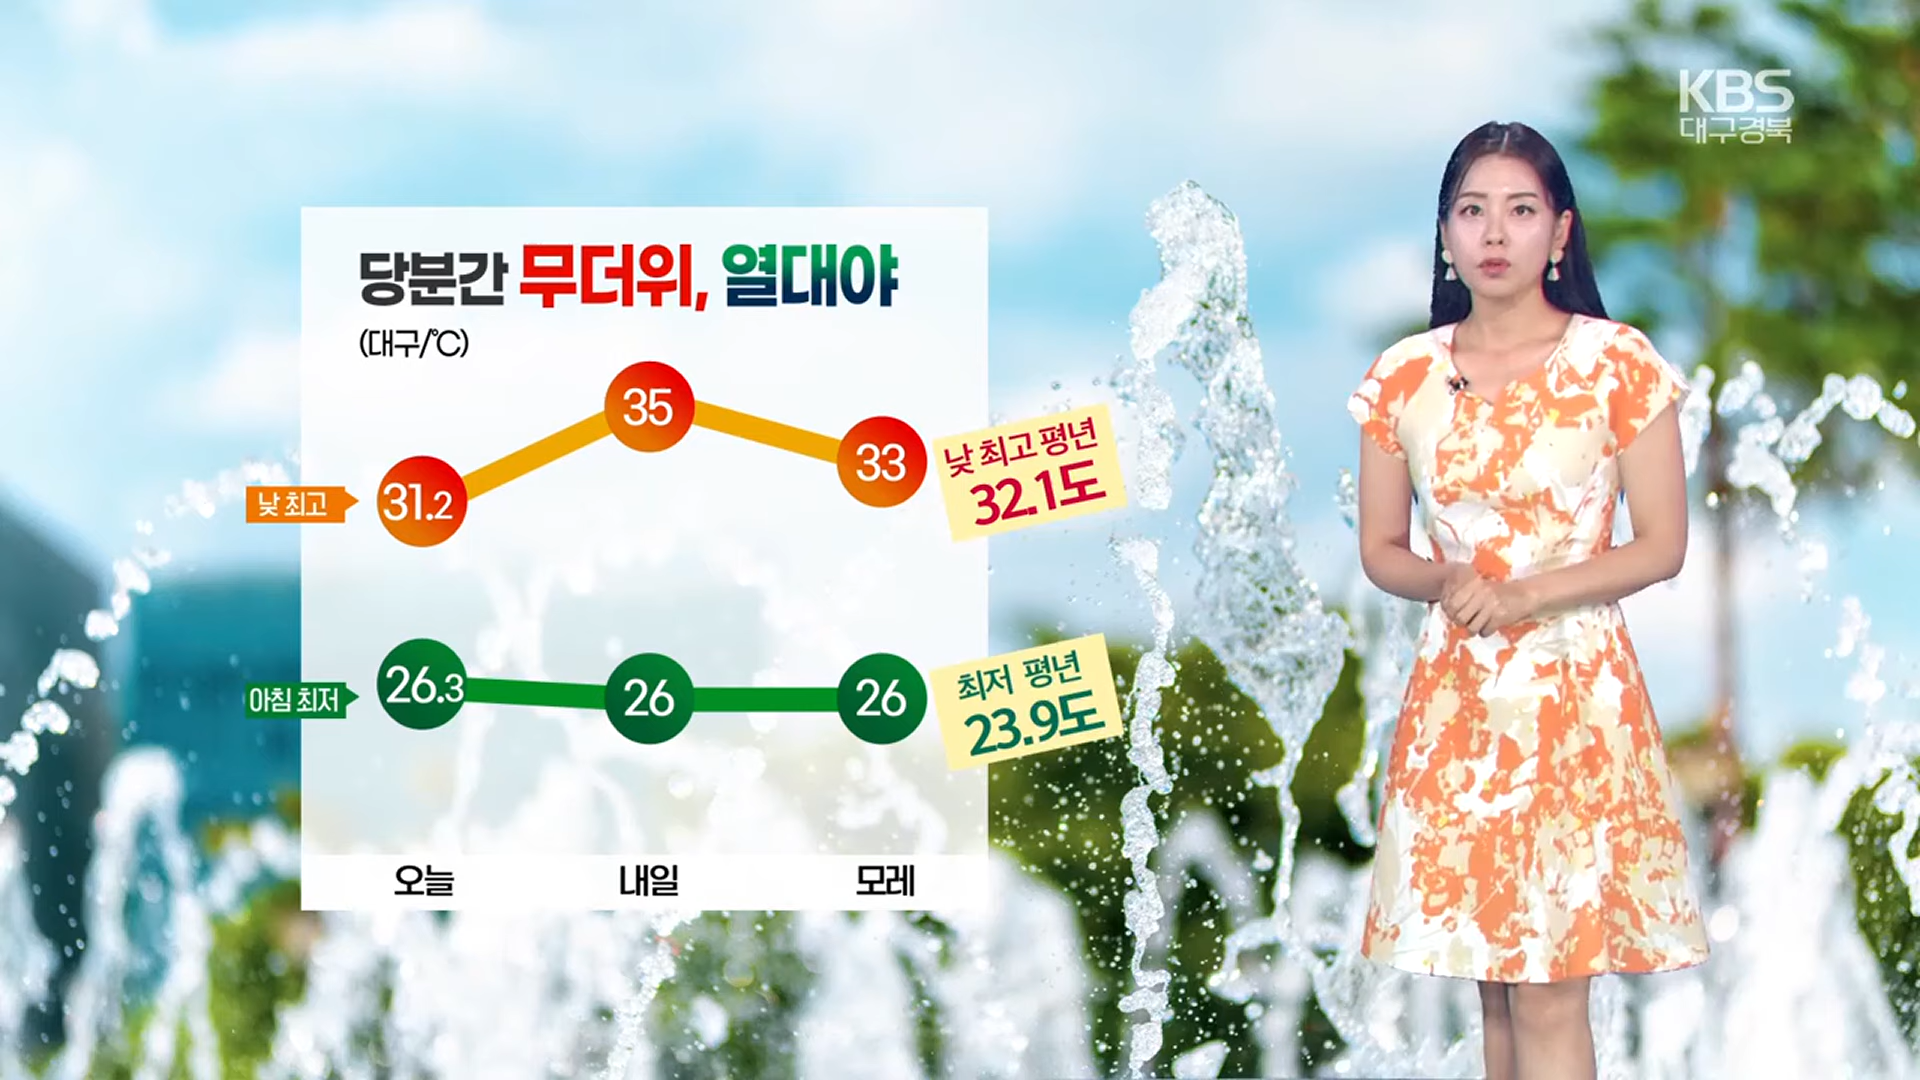 KBS
대구경북
당분간 무더위, 열대야
(대구/℃)
낮 최고
31.2
35
33
낮 최고 평년
32.1도
아침 최저
26.3
26
26
최저 평년
23.9도
오늘
내일
모레